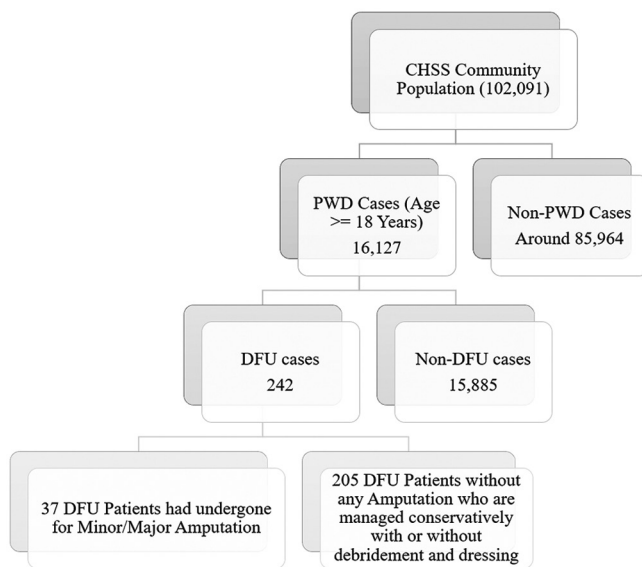 CHSS Community
Population (102,091)
PWD Cases (Age
>= 18 Years)
16,127
Non-PWD Cases
Around 85,964
DFU cases
242
Non-DFU cases
15,885
37 DFU Patients had undergone
for Minor/Major Amputation
205 DFU Patients without
any Amputation who are
managed conservatively
with or without
debridement and dressing